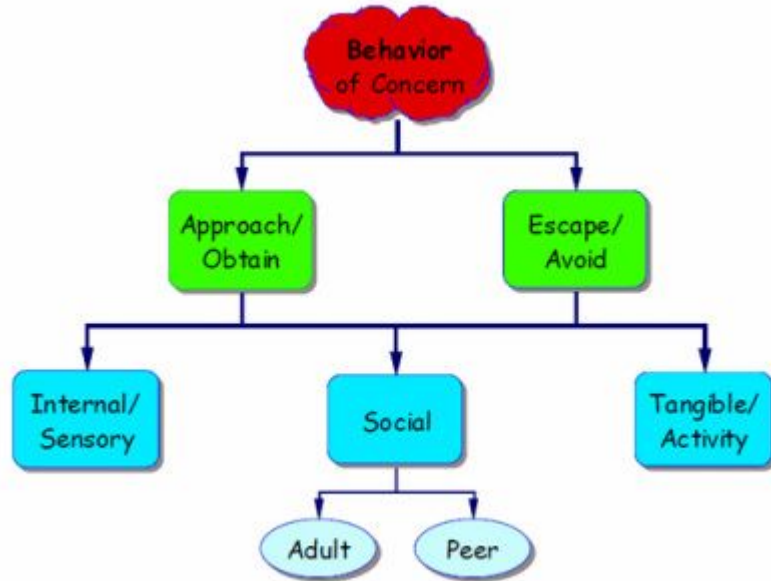 Behavior
of Concern
Approach/
Obtain
Escape/
Avoid
Internal/
Sensory
Social
Tangible/
Activity
Adult
Peer